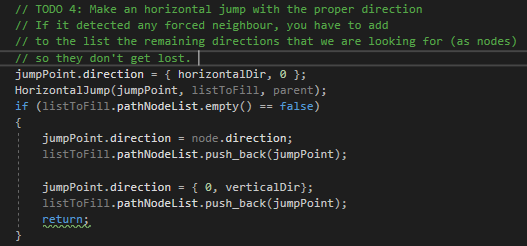 // TODO 4: Make an horizontal jump with the proper direction
// If it detected any forced neighbour, you have to add
// to the list the remaining directions that we are looking for (as nodes)
// so they don't get lost.
jumpPoint.direction = { horizontalDir, 0 };
HorizontalJump(jumpPoint, listToFill, parent);
if (listToFill.pathNodeList.empty() == false)
{
jumpPoint.direction = node.direction;
listToFill.pathNodeList.push_back(jumpPoint);
jumpPoint.direction = { 0, verticalDir};
listToFill.pathNodeList.push_back(jumpPoint);
return;
}